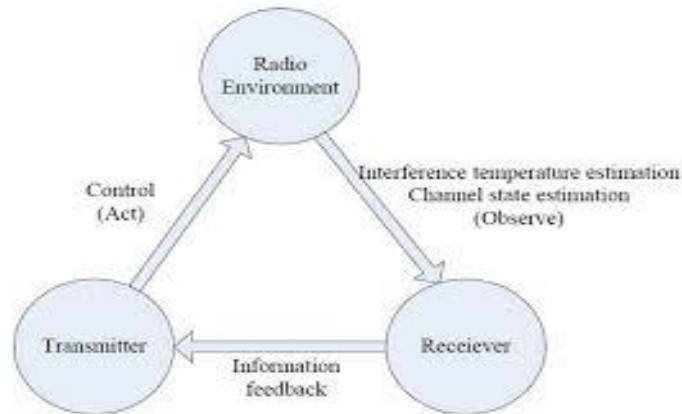 Radio
Environment
Interference temperature estimation
Channel state estimation
(Observe)
Control
(Act)
Transmitter
Receiever
Information
feedback